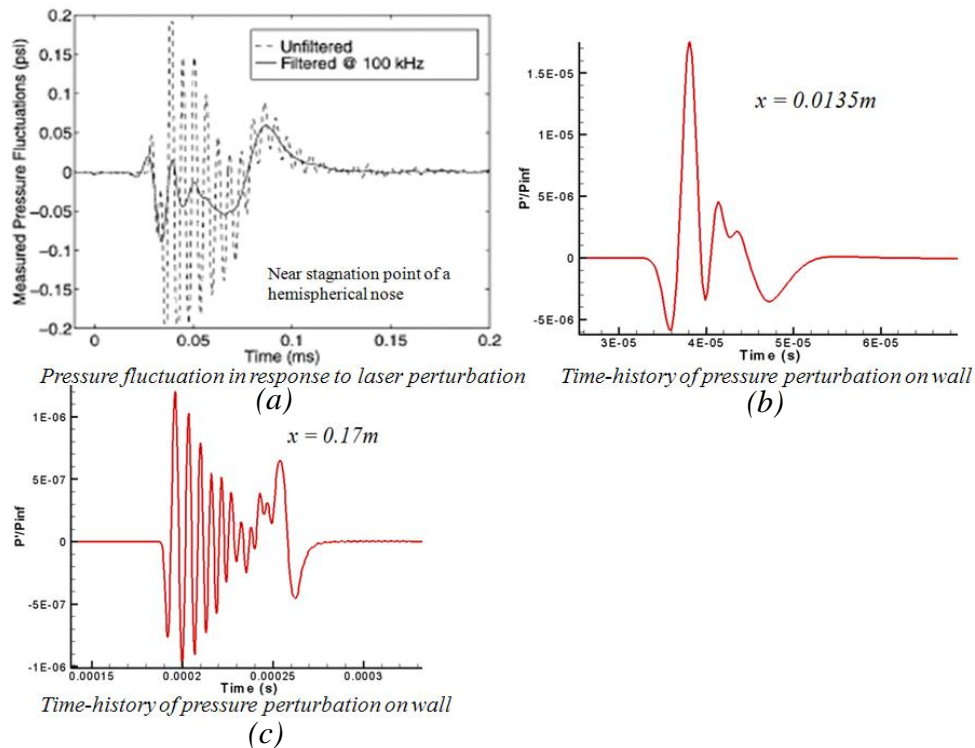 0.2
0.15
0.1
0.05
0
−0.05
−0.1
−0.15
−0.2
Measured Pressure Fluctuations (psi)
Unfiltered
Filtered @ 100 kHz
Near stagnation point of a
hemispherical nose
0 0.05 0.1 0.15 0.2
Time (ms)
Pressure fluctuation in response to laser perturbation
(a)
1.5E-05
1E-05
5E-06
0
-5E-06
P'/Pinf
x = 0.0135m
3E-05 4E-05 5E-05 6E-05
Time (s)
Time-history of pressure perturbation on wall
(b)
1E-06
5E-07
0
-5E-07
-1E-06
P'/Pinf
x = 0.17m
0.00015 0.0002 0.00025 0.0003
Time (s)
Time-history of pressure perturbation on wall
(c)